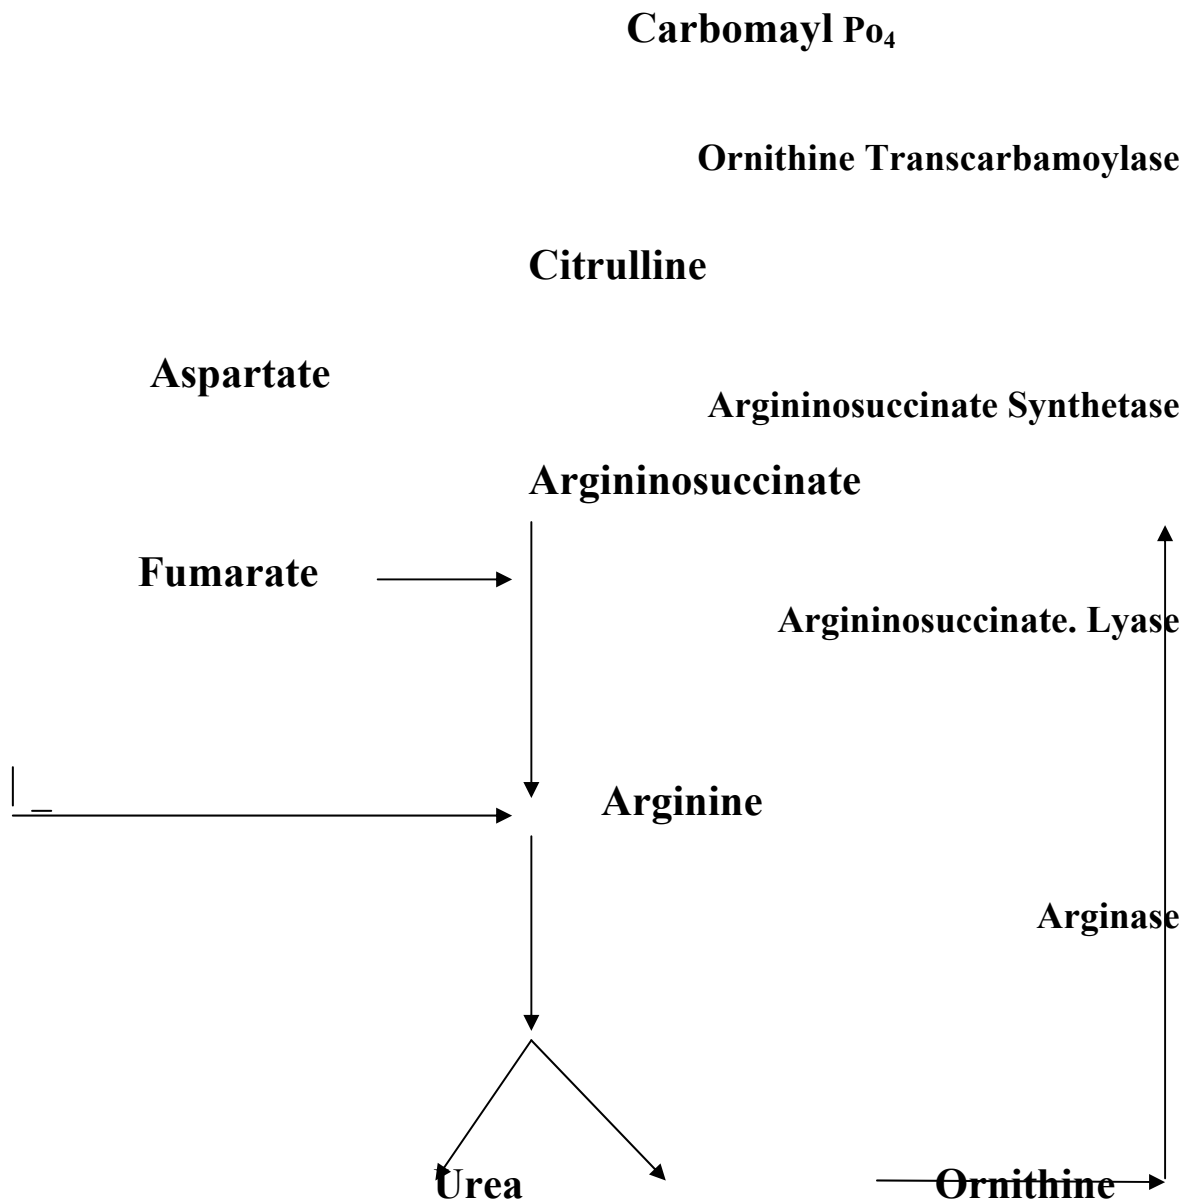 Carbomayl Po₄
Ornithine Transcarbamoylase
Citrulline
Aspartate
Argininosuccinate Synthetase
Argininosuccinate
Fumarate
Argininosuccinate. Lyase
Arginine
Arginase
Urea
Ornithine